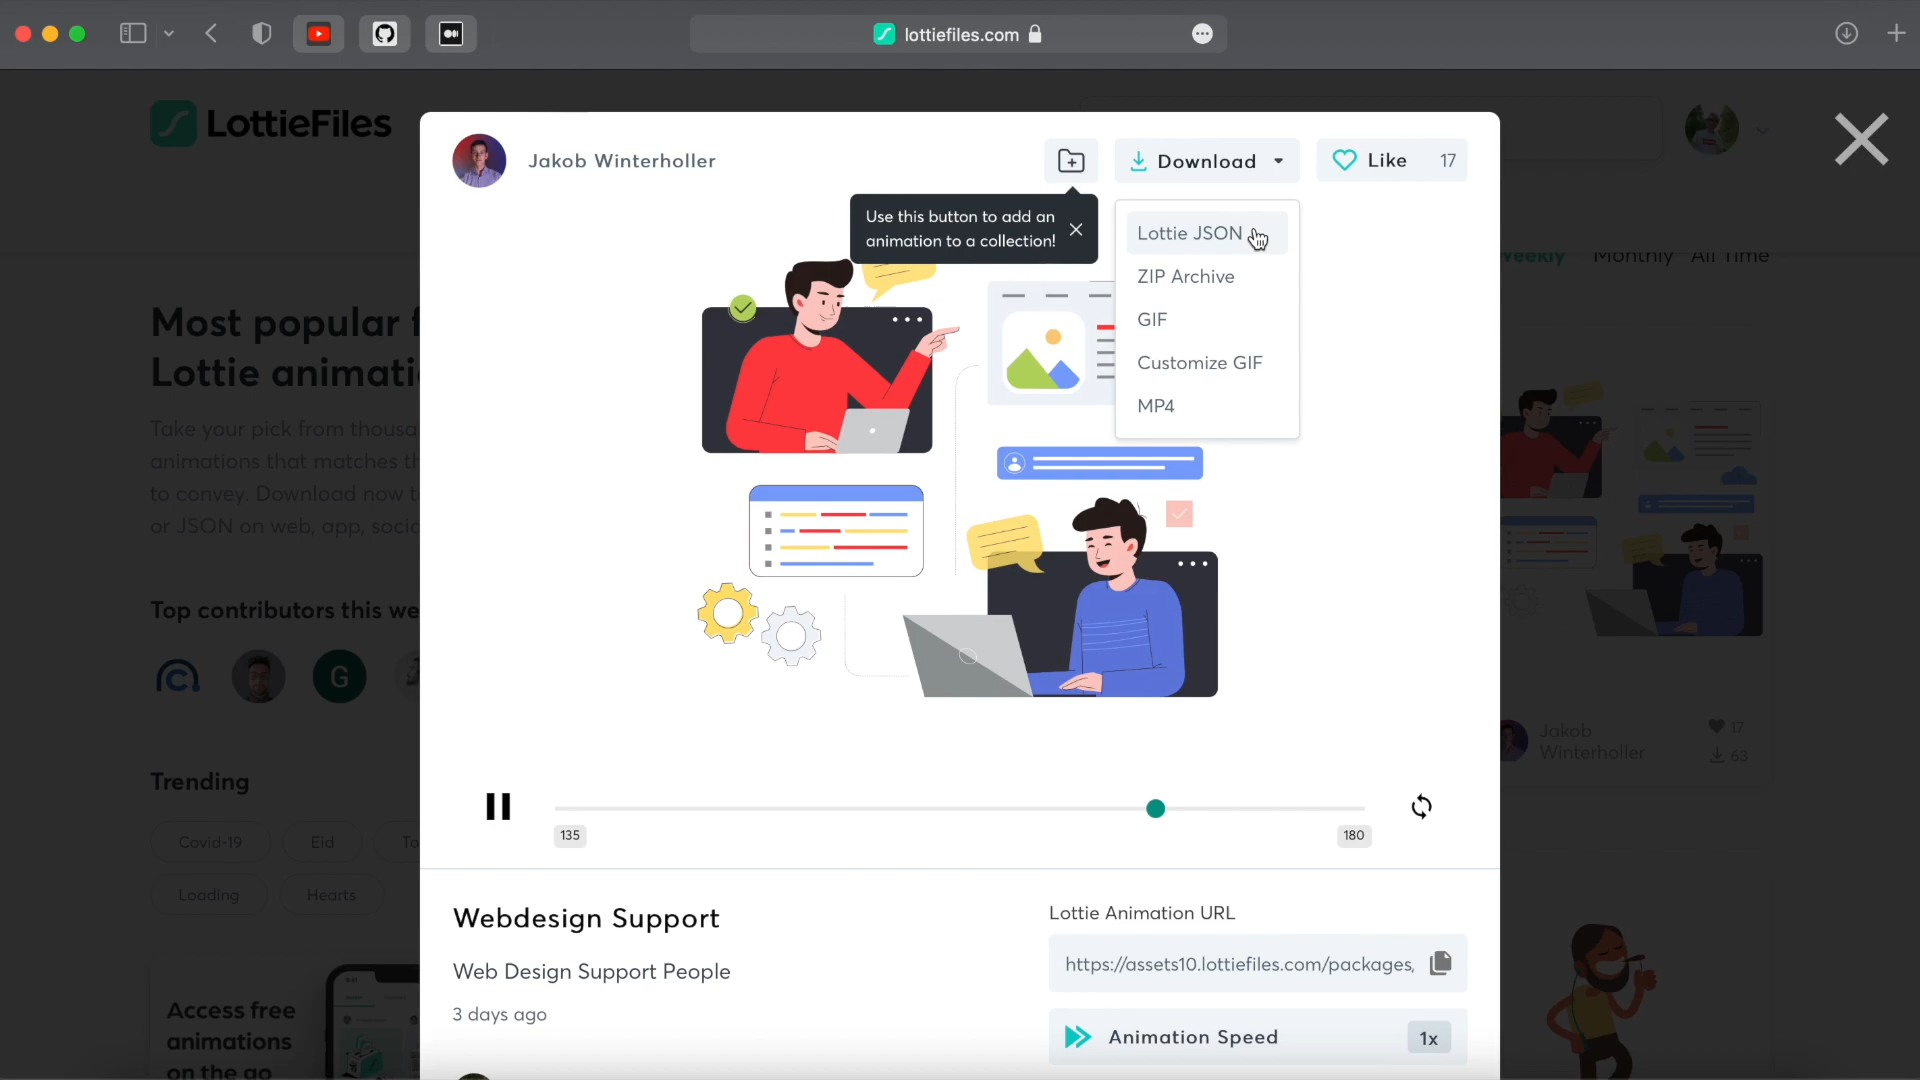 lottiefiles.com
LottieFiles
Jakob Winterholler
Download
Like 17
Use this button to add an
animation to a collection!
Lottie JSON
ZIP Archive
GIF
Customize GIF
MP4
Weekly Monthly All Time
Most popular f
Lottie animati
Take your pick from thousa
animations that matches th
to convey. Download now t
or JSON on web, app, socia
Top contributors this we
G
Jakob
Winterholler
17
63
Trending
Covid-19 Eid To
Loading Hearts
135
180
Webdesign Support
Web Design Support People
3 days ago
Lottie Animation URL
https://assets10.lottiefiles.com/packages,
Animation Speed 1x
Access free
animations
on the go